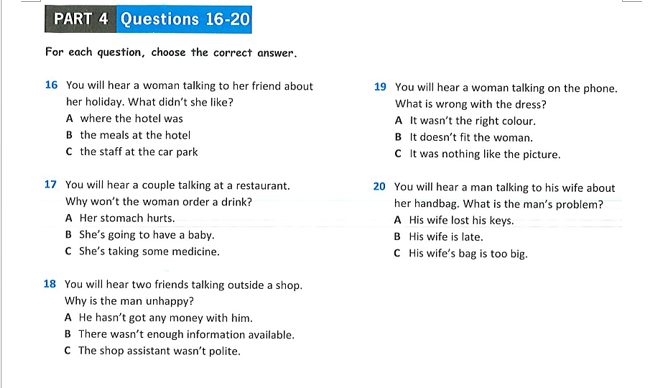 PART 4 Questions 16-20
For each question, choose the correct answer.
16 You will hear a woman talking to her friend about
her holiday. What didn't she like?
A where the hotel was
B the meals at the hotel
C the staff at the car park
17 You will hear a couple talking at a restaurant.
Why won't the woman order a drink?
A Her stomach hurts.
B She's going to have a baby.
C She's taking some medicine.
18 You will hear two friends talking outside a shop.
Why is the man unhappy?
A He hasn't got any money with him.
B There wasn't enough information available.
C The shop assistant wasn't polite.
19 You will hear a woman talking on the phone.
What is wrong with the dress?
A It wasn't the right colour.
B It doesn't fit the woman.
C It was nothing like the picture.
20 You will hear a man talking to his wife about
her handbag. What is the man's problem?
A His wife lost his keys.
B His wife is late.
C His wife's bag is too big.